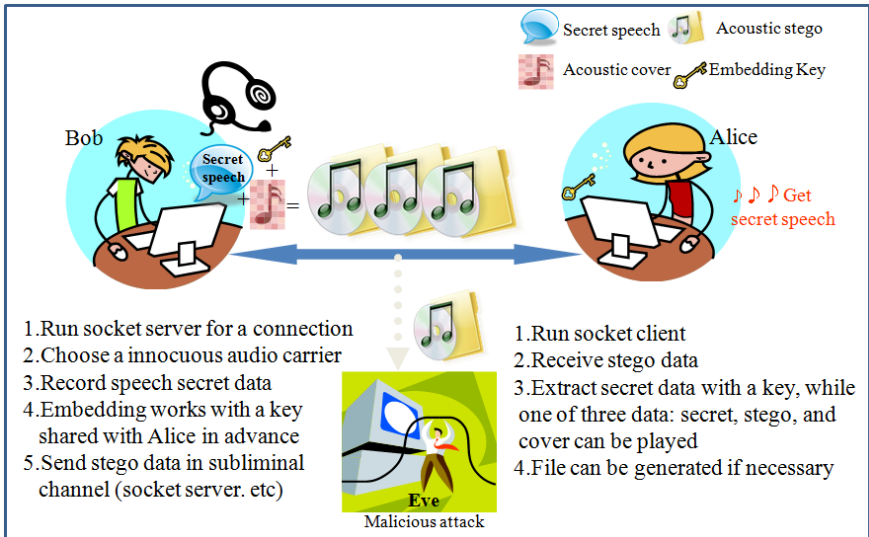 Secret speech
Acoustic stego
Acoustic cover
Embedding Key
Bob
Secret
speech
+
+
=
Alice
Get
secret speech
1.Run socket server for a connection
2.Choose a innocuous audio carrier
3.Record speech secret data
4.Embedding works with a key
shared with Alice in advance
5.Send stego data in subliminal
channel (socket server. etc)
Eve
Malicious attack
1.Run socket client
2.Receive stego data
3.Extract secret data with a key, while
one of three data: secret, stego, and
cover can be played
4.File can be generated if necessary